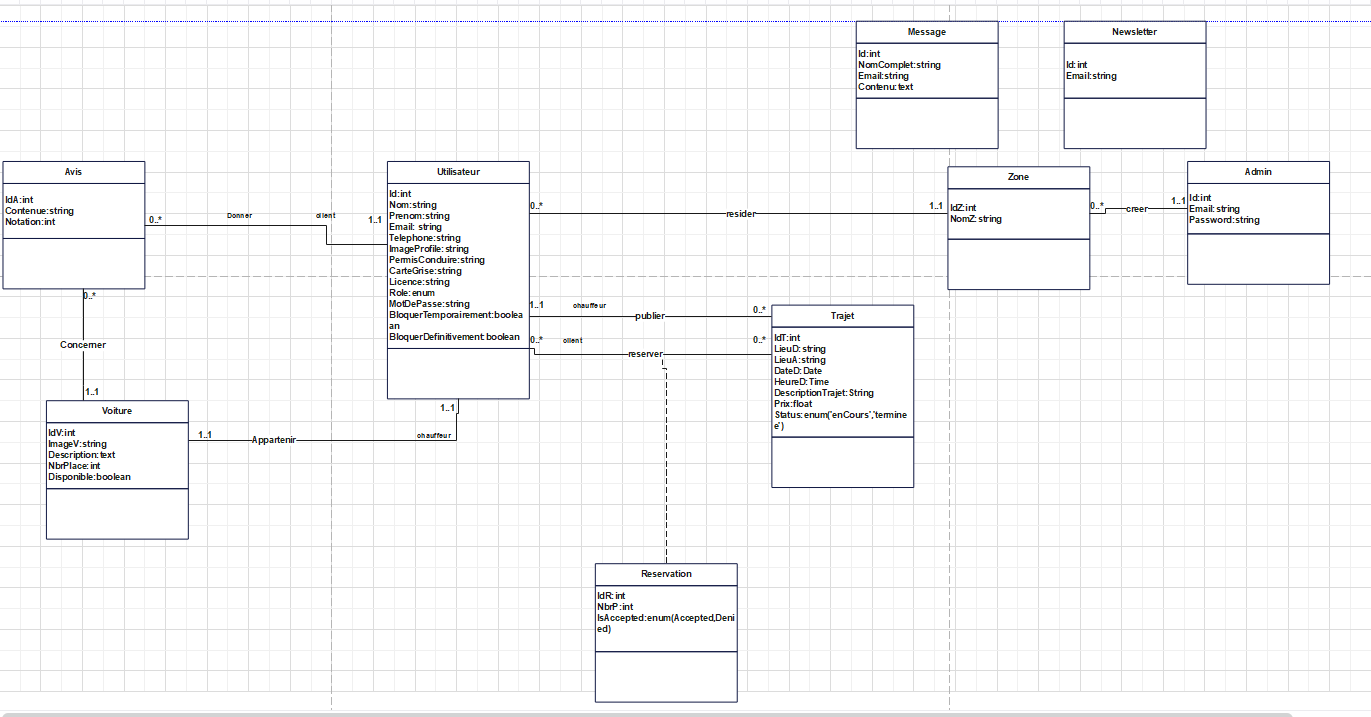 Message
Id:int
NomComplet:string
Email:string
Contenu:text
Newsletter
Id:int
Email:string
Avis
IdA:int
Contenue:string
Notation:int
0..*
Donner
client
1..1
Utilisateur
Id:int
Nom:string
Prenom:string
Email: string
Telephone:string
ImageProfile:string
PermisConduire:string
CarteGrise:string
Licence:string
Role:enum
MotDePasse:string
BloquerTemporairement:boolea
an
BloquerDefinitivement:boolean
0..*
resider
1..1
Zone
IdZ:int
NomZ:string
0..*
creer
1..1
Admin
Id:int
Email:string
Password:string
1..1
chauffeur
publier
0..*
0..*
client
reserver
0..*
Trajet
IdT:int
LieuD:string
LieuA:string
DateD:Date
HeureD:Time
DescriptionTrajet:String
Prix:float
Status:enum('enCours','termine
e')
0..*
Concerner
1..1
Voiture
IdV:int
ImageV:string
Description:text
NbrPlace:int
Disponible:boolean
1..1
Appartenir
chauffeur
1..1
Reservation
IdR:int
NbrP:int
IsAccepted:enum(Accepted,Deni
ed)